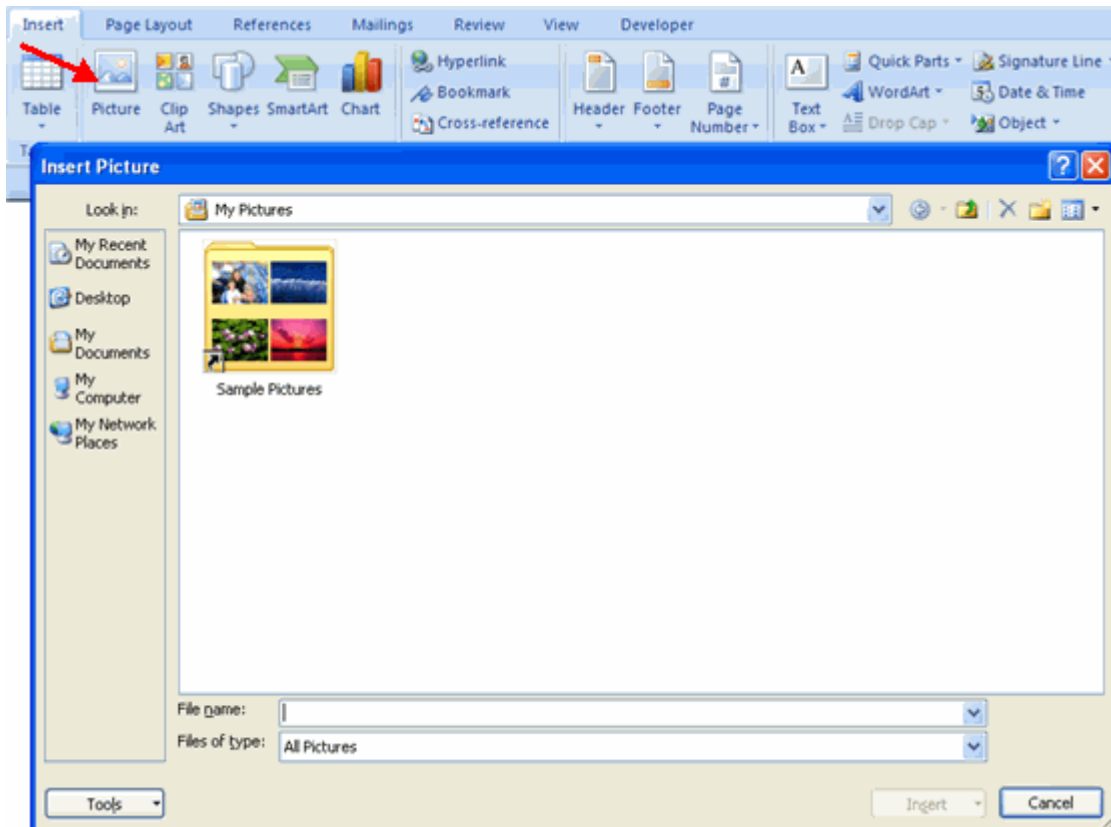 Insert Page Layout References Mailings Review View Developer
Hyperlink Quick Parts Signature Line
Bookmark WordArt Date & Time
Table Picture Clip Art Shapes SmartArt Chart Cross-reference Header Footer Page Number A Text Box Drop Cap Object
Insert Picture
Look in: My Pictures
My Recent
Documents
Desktop
My
Documents
My
Computer
My Network
Places
Sample Pictures
File name:
Files of type: All Pictures
Tools Insert Cancel